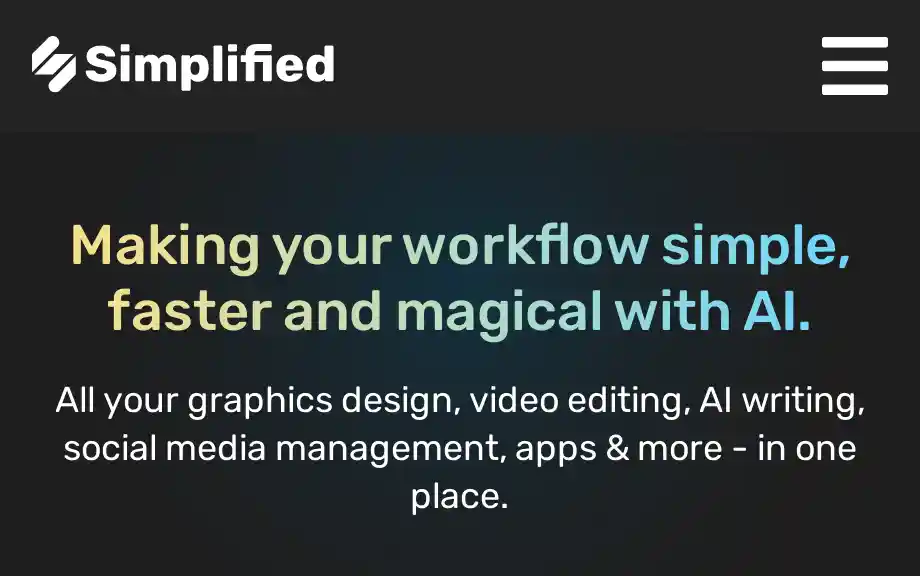 Simplified
Making your workflow simple,
faster and magical with AI.
All your graphics design, video editing, AI writing,
social media management, apps & more - in one
place.